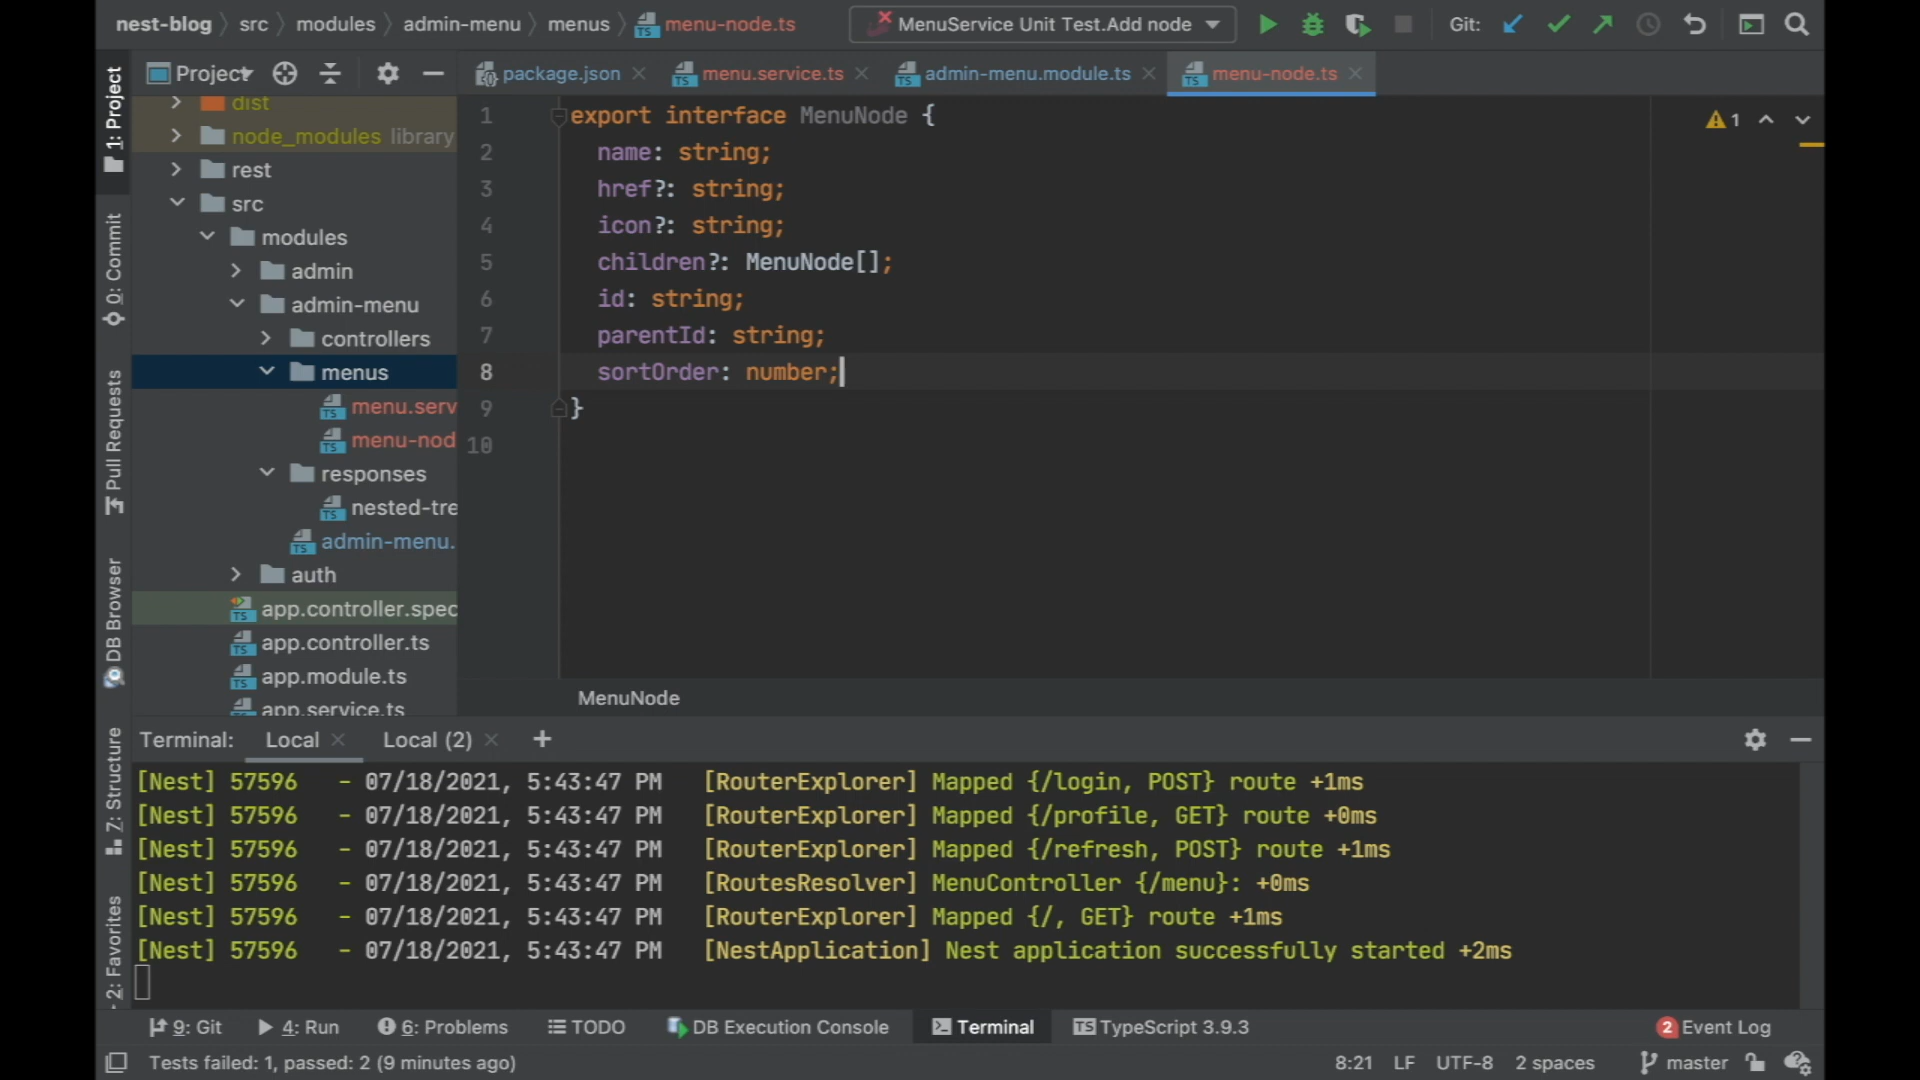 nest-blog src modules admin-menu menus menu-node.ts MenuService Unit Test.Add node Git:
Project package.json menu.service.ts admin-menu.module.ts menu-node.ts
1: Project
0: Commit
Pull Requests
DB Browser
Z: Structure
2: Favorites
dist
node_modules library
rest
src
modules
admin
admin-menu
controllers
menus
menu.serv
menu-nod
responses
nested-tre
admin-menu.
auth
app.controller.spec
app.controller.ts
app.module.ts
app.service.ts
1 export interface MenuNode {
2 name: string;
3 href?: string;
4 icon?: string;
5 children?: MenuNode[];
6 id: string;
7 parentId: string;
8 sortOrder: number;
9 }
10
1
MenuNode
Terminal: Local Local (2)
[Nest] 57596 - 07/18/2021, 5:43:47 PM [RouterExplorer] Mapped {/login, POST} route +1ms
[Nest] 57596 - 07/18/2021, 5:43:47 PM [RouterExplorer] Mapped {/profile, GET} route +0ms
[Nest] 57596 - 07/18/2021, 5:43:47 PM [RouterExplorer] Mapped {/refresh, POST} route +1ms
[Nest] 57596 - 07/18/2021, 5:43:47 PM [RoutesResolver] MenuController {/menu}: +0ms
[Nest] 57596 - 07/18/2021, 5:43:47 PM [RouterExplorer] Mapped {/, GET} route +1ms
[Nest] 57596 - 07/18/2021, 5:43:47 PM [NestApplication] Nest application successfully started +2ms
9: Git 4: Run 6: Problems TODO DB Execution Console Terminal TypeScript 3.9.3 2 Event Log
Tests failed: 1, passed: 2 (9 minutes ago) 8:21 LF UTF-8 2 spaces master